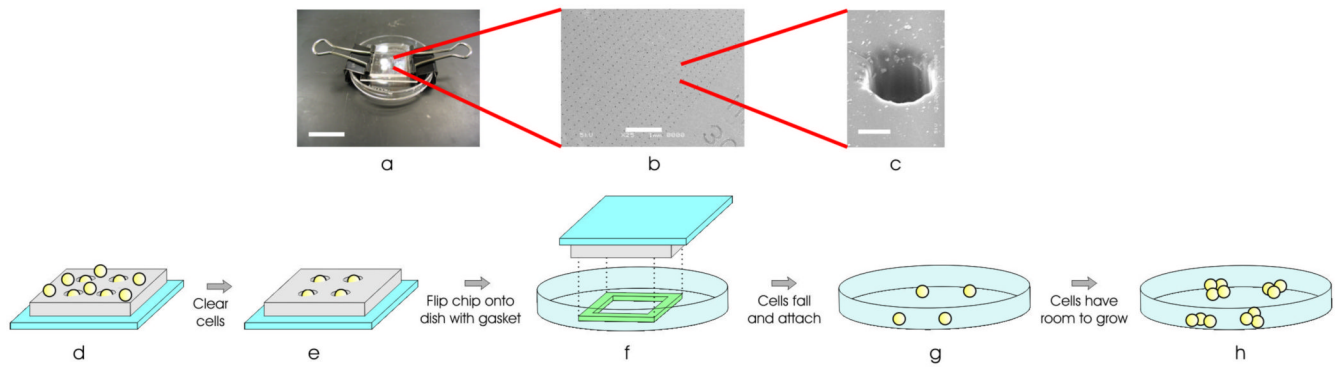 a
b
c
Clear
cells
Flip chip onto
dish with gasket
Cells fall
and attach
Cells have
room to grow
d
e
f
g
h